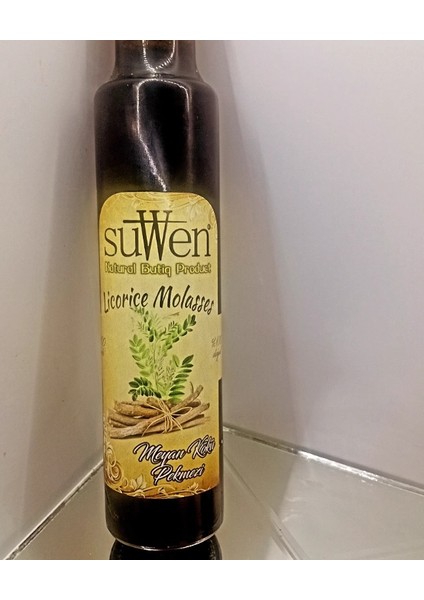 suWen
Natural Butiq Product
Licorice Molasses
Meyan Kökü
Pekmezi